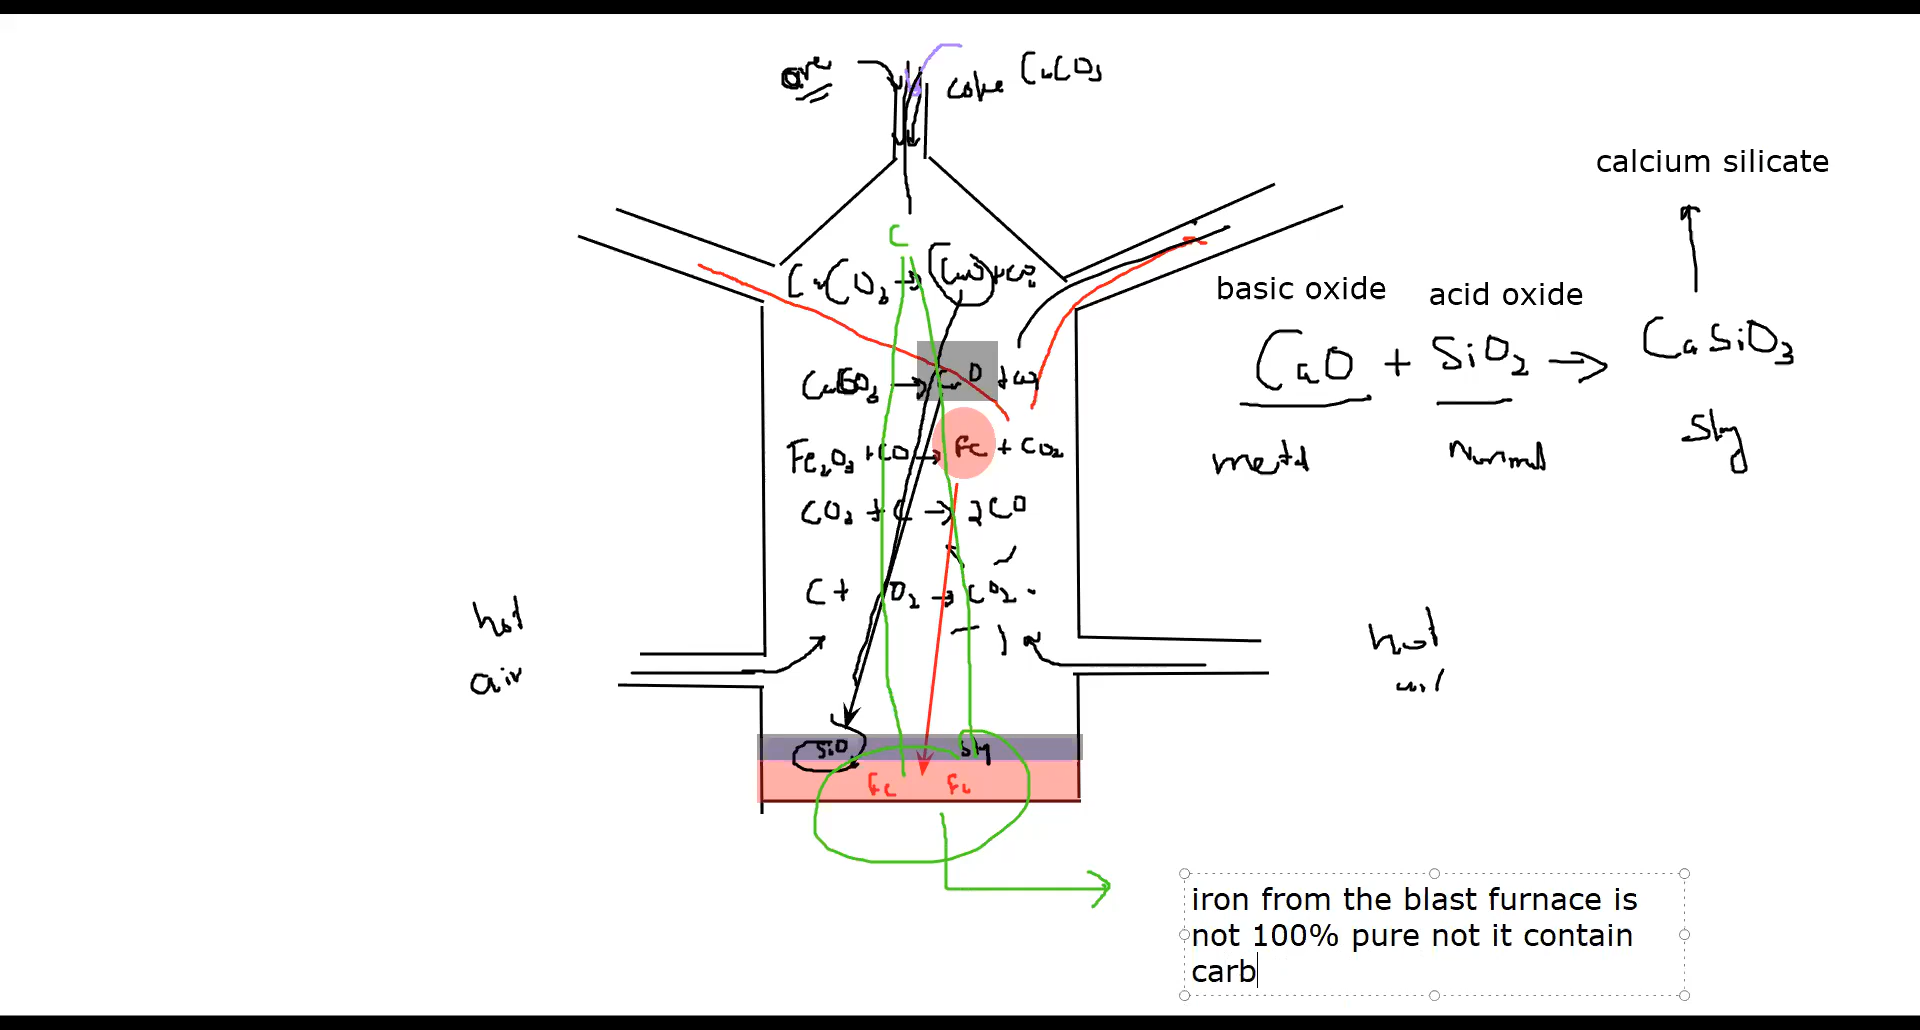 ore
coke CaCO3
calcium silicate
C
CaCO3 → CaO + CO2
basic oxide acid oxide
CaO + SiO2 → CaSiO3
CO3 → CaO + CO2
Fe2O3 + CO → Fe + CO2
metal
slag
CO2 + C → 2CO
C + O2 → CO2
hot
air
hot
air
SiO slag
Fe Fe
iron from the blast furnace is
not 100% pure not it contain
carb